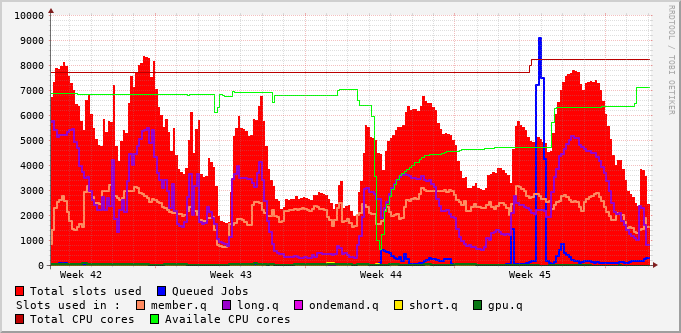 RRDTOOL / TOBI OETIKER
10000
9000
8000
7000
6000
5000
4000
3000
2000
1000
0
Week 42 Week 43 Week 44 Week 45
Total slots used Queued Jobs
Slots used in : member.q long.q ondemand.q short.q gpu.q
Total CPU cores Availale CPU cores